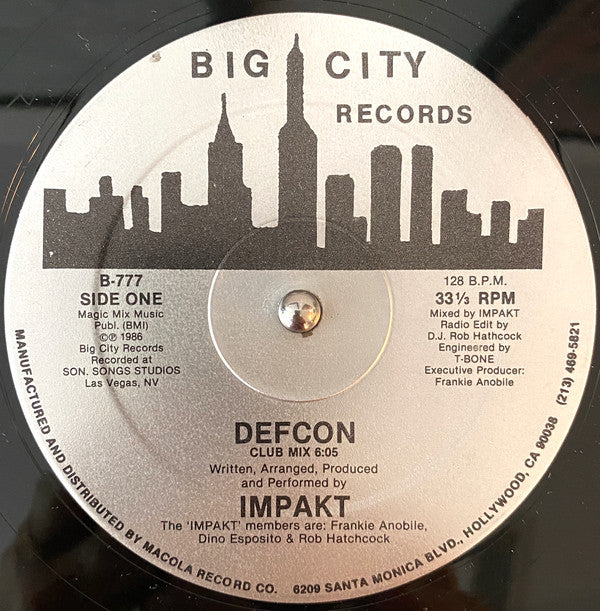 BIG CITY
RECORDS
B-777
SIDE ONE
Magic Mix Music
Publ. (BMI)
©℗ 1986
Big City Records
Recorded at
SON. SONGS STUDIOS
Las Vegas, NV
128 B.P.M.
33⅓ RPM
Mixed by IMPAKT
Radio Edit by
D.J. Rob Hathcock
Engineered by
T-BONE
Executive Producer:
Frankie Anobile
DEFCON
CLUB MIX 6:05
Written, Arranged, Produced
and Performed by
IMPAKT
The 'IMPAKT' members are: Frankie Anobile,
Dino Esposito & Rob Hatchcock
MANUFACTURED AND DISTRIBUTED BY MACOLA RECORD CO. 6209 SANTA MONICA BLVD., HOLLYWOOD, CA 90038 (213) 469-5821